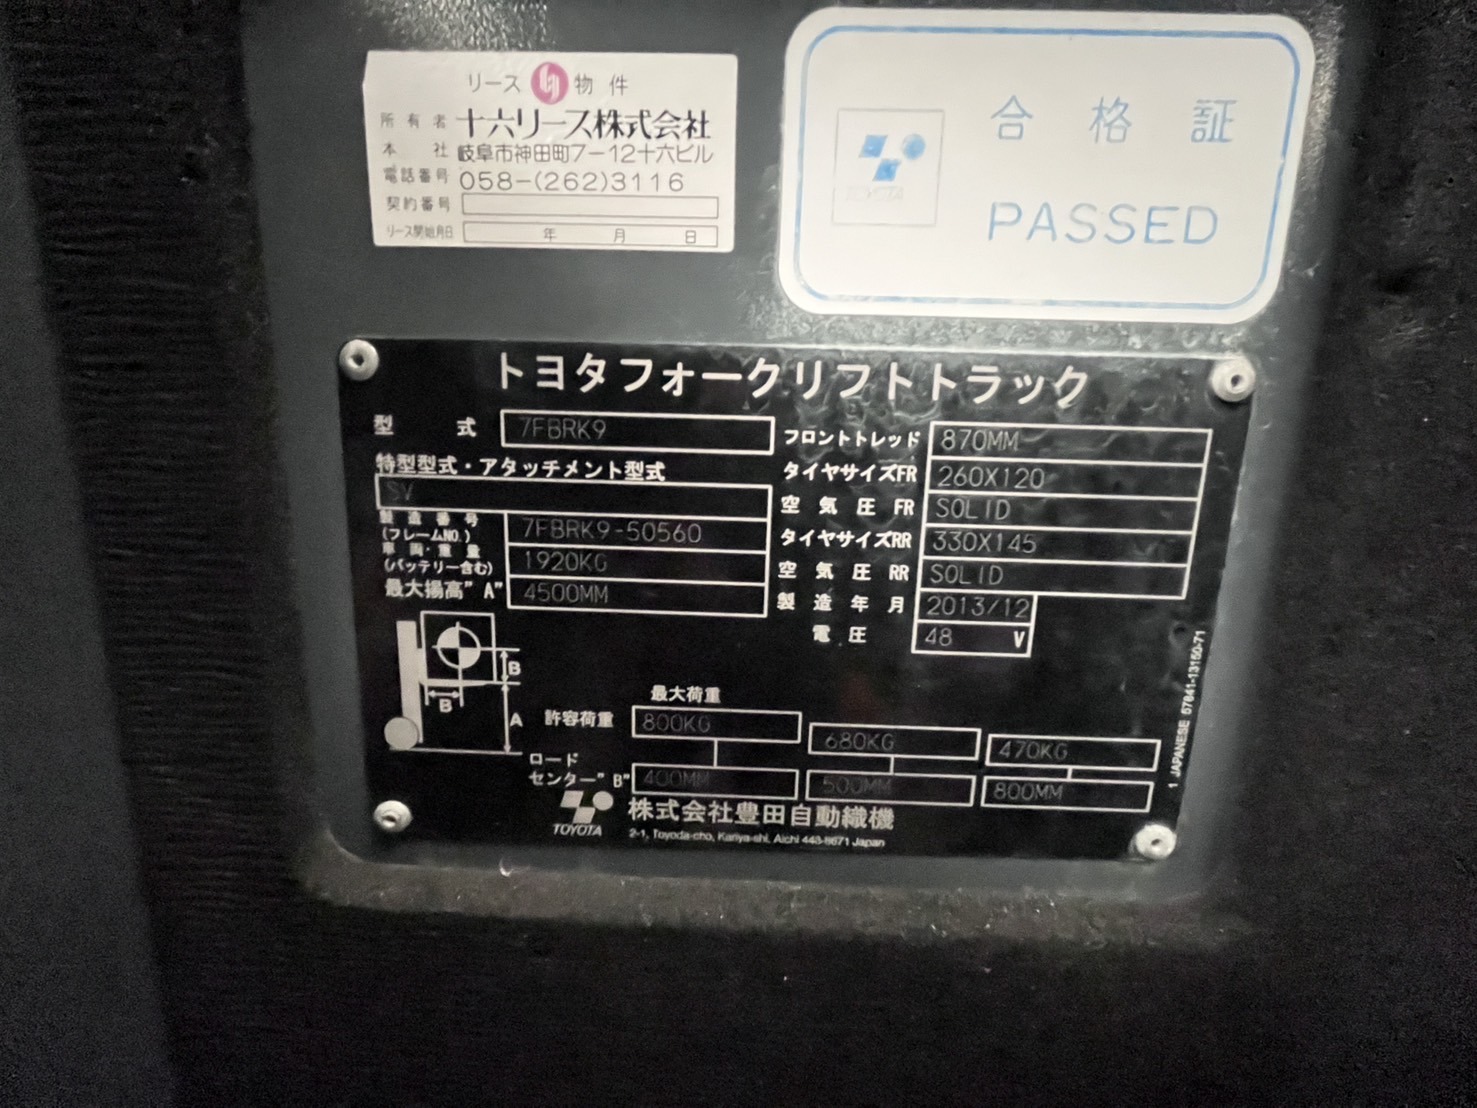 リース 物件
所有者 十六リース株式会社
本社 岐阜市神田町7-12十六ビル
電話番号 058-(262)3116
契約番号
リース開始月日 年 月 日
合格証
TOYOTA
PASSED
トヨタフォークリフトトラック
型式 7FBRK9
特型型式・アタッチメント型式
SV
製造番号
(フレームNO.) 7FBRK9-50560
車両・重量
(バッテリー含む) 1920KG
最大揚高"A" 4500MM
フロントトレッド 870MM
タイヤサイズFR 260X120
空気圧 FR SOLID
タイヤサイズRR 330X145
空気圧 RR SOLID
製造年月 2013/12
電圧 48 V
B
B
A
最大荷重
許容荷重 800KG 680KG 470KG
ロード
センター"B" 400MM 500MM 800MM
TOYOTA
株式会社豊田自動織機
2-1, Toyoda-cho, Kariya-shi, Aichi 448-8671 Japan
1 JAPANESE 57841-13150-71